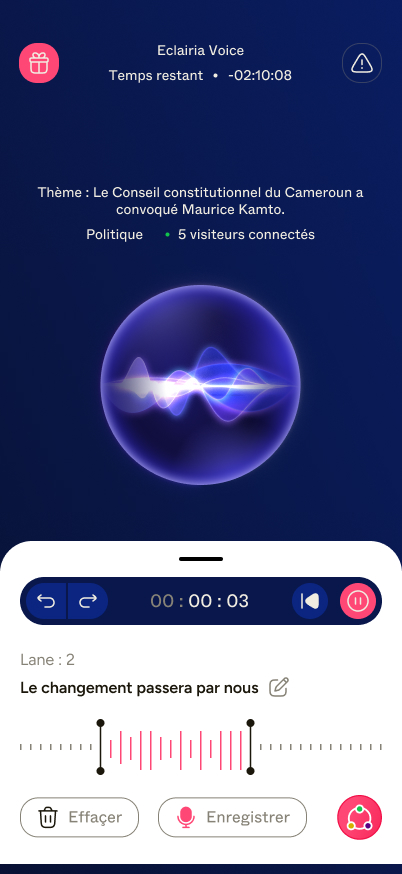 Eclairia Voice
Temps restant • -02:10:08
Thème : Le Conseil constitutionnel du Cameroun a
convoqué Maurice Kamto.
Politique • 5 visiteurs connectés
00 : 00 : 03
Lane : 2
Le changement passera par nous
Effaçer
Enregistrer